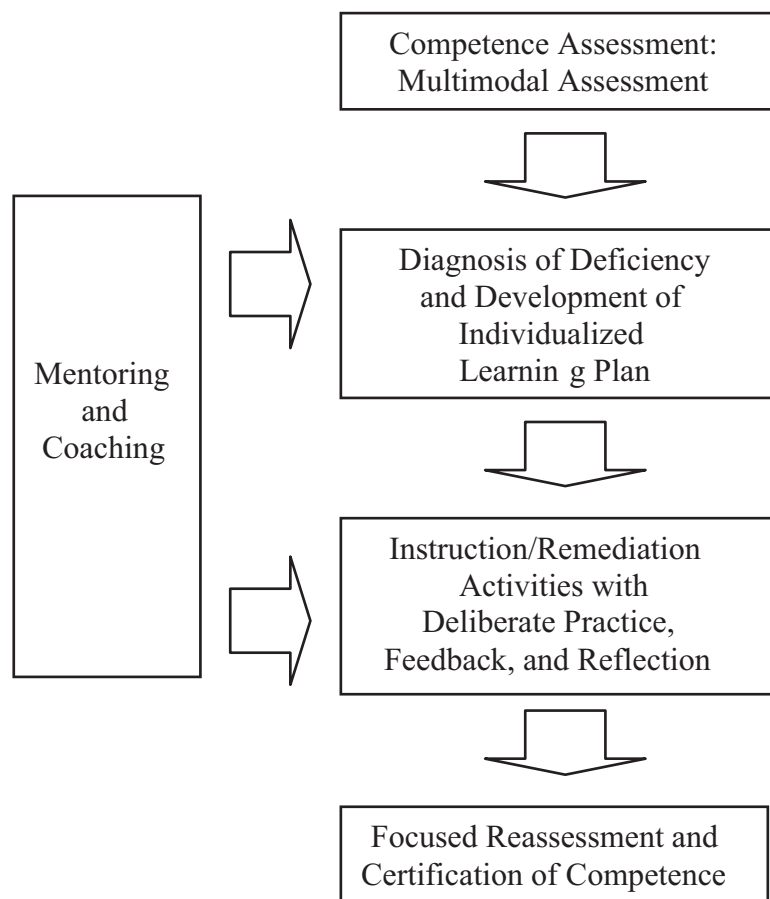 Competence Assessment:
Multimodal Assessment
Mentoring
and
Coaching
Diagnosis of Deficiency
and Development of
Individualized
Learnin g Plan
Instruction/Remediation
Activities with
Deliberate Practice,
Feedback, and Reflection
Focused Reassessment and
Certification of Competence